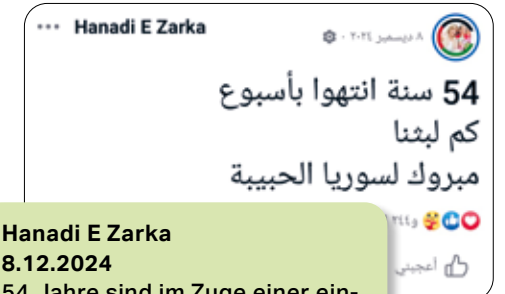 Hanadi E Zarka
٨ ديسمبر ٢٠٢٤
54 سنة انتهوا بأسبوع
كم لبثنا
مبروك لسوريا الحبيبة
أعجبني
Hanadi E Zarka
8.12.2024
54 Jahre sind im Zuge einer ein-